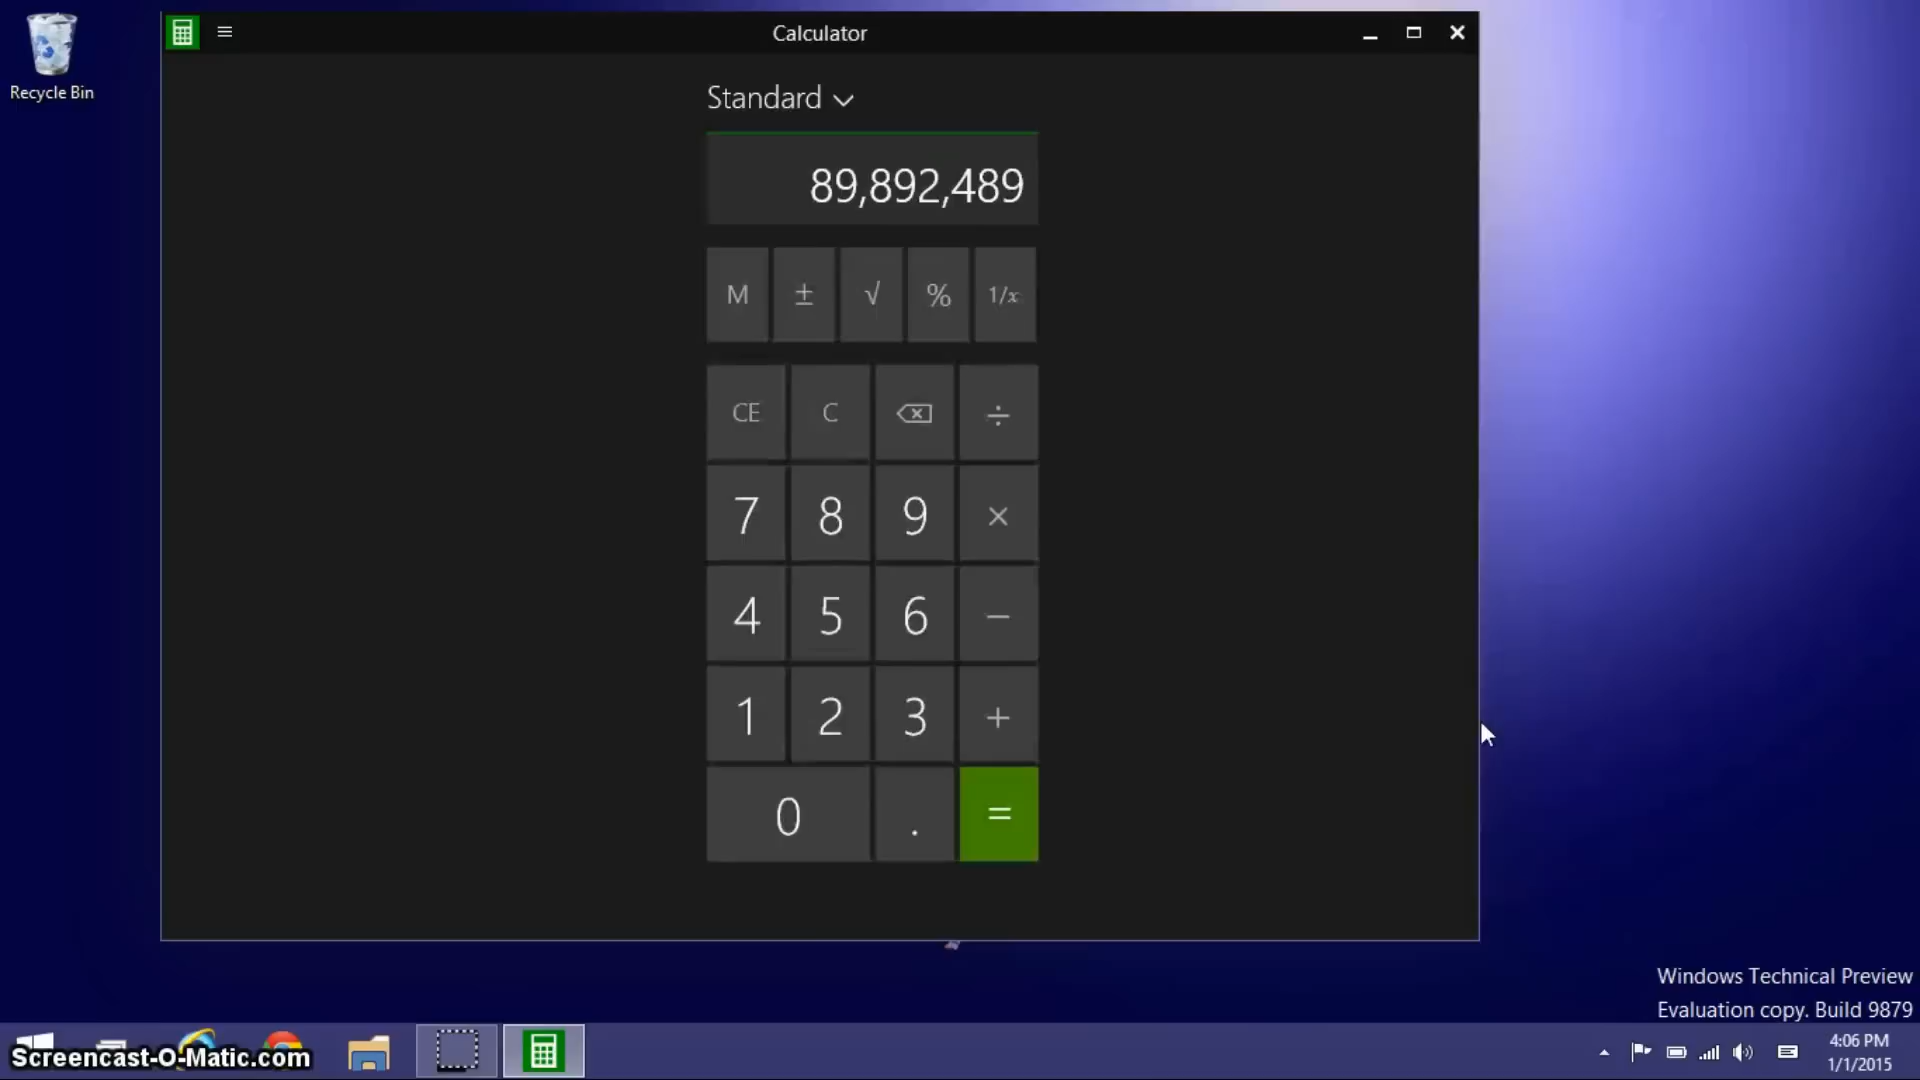 Recycle Bin
Calculator
Standard
89,892,489
M ± √ % 1/x
CE C ÷
7 8 9 ×
4 5 6 −
1 2 3 +
0 . =
Windows Technical Preview
Evaluation copy. Build 9879
Screencast-O-Matic.com
4:06 PM
1/1/2015